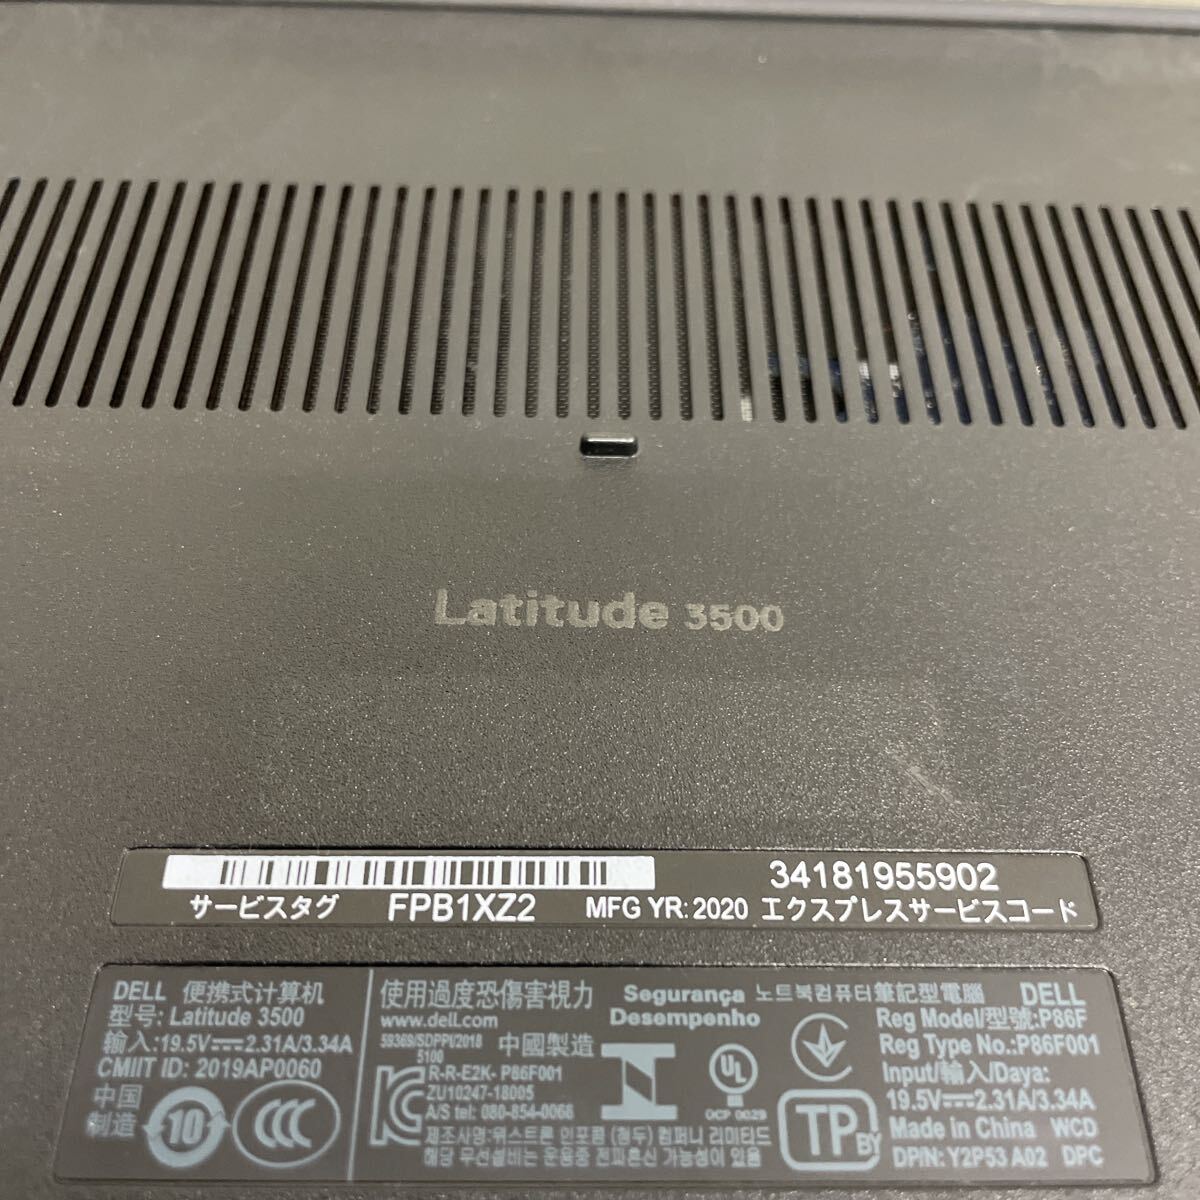 Latitude 3500
34181955902
サービスタグ FPB1XZ2 MFG YR: 2020 エクスプレスサービスコード
DELL 便携式计算机
型号: Latitude 3500
输入:19.5V⎓2.31A/3.34A
CMIIT ID: 2019AP0060
中国
制造
10
CCC
使用過度恐傷害視力
www.dell.com
58369/SDPPI/2018
5100
中國製造
R-R-E2K- P86F001
ZU10247-18005
A/S tel: 080-854-0066
제조사명:위스트론 인포콤 (청두) 컴퍼니 리미티드
해당 무선설비는 운용중 전파혼신 가능성이 있음
Segurança
Desempenho
UL
OCP 0029
노트북컴퓨터筆記型電腦 DELL
Reg Model/型號:P86F
Reg Type No.:P86F001
Input/輸入/Daya:
19.5V⎓2.31A/3.34A
Made in China WCD
DP/N: Y2P53 A02 DPC
TP BY